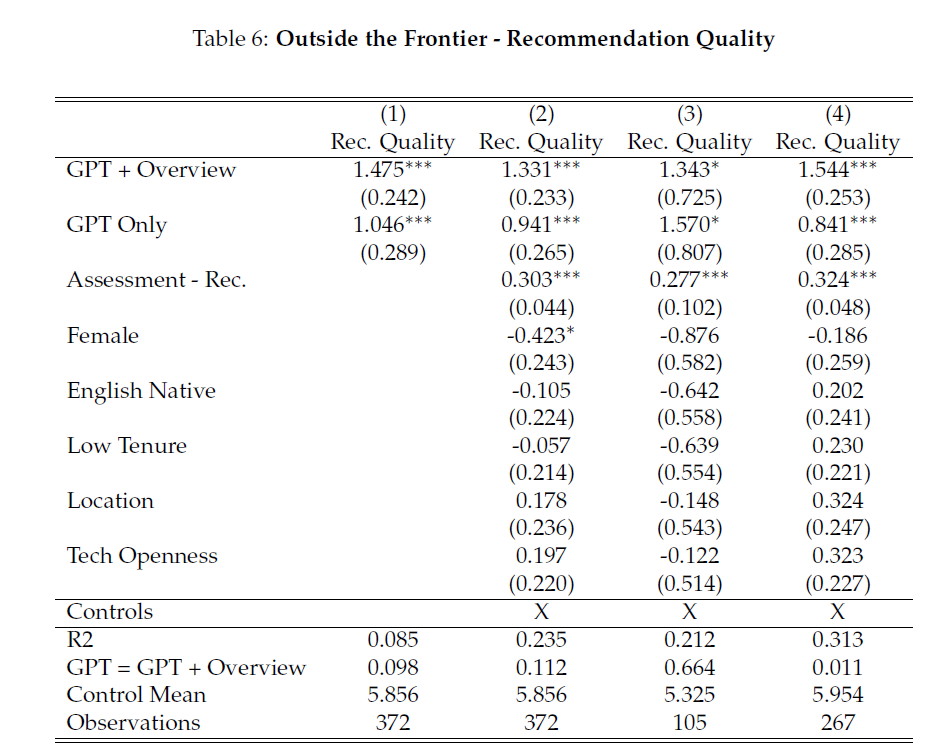 Table 6: Outside the Frontier - Recommendation Quality
(1) (2) (3) (4)
Rec. Quality Rec. Quality Rec. Quality Rec. Quality
GPT + Overview 1.475*** 1.331*** 1.343* 1.544***
(0.242) (0.233) (0.725) (0.253)
GPT Only 1.046*** 0.941*** 1.570* 0.841***
(0.289) (0.265) (0.807) (0.285)
Assessment - Rec. 0.303*** 0.277*** 0.324***
(0.044) (0.102) (0.048)
Female -0.423* -0.876 -0.186
(0.243) (0.582) (0.259)
English Native -0.105 -0.642 0.202
(0.224) (0.558) (0.241)
Low Tenure -0.057 -0.639 0.230
(0.214) (0.554) (0.221)
Location 0.178 -0.148 0.324
(0.236) (0.543) (0.247)
Tech Openness 0.197 -0.122 0.323
(0.220) (0.514) (0.227)
Controls X X X
R2 0.085 0.235 0.212 0.313
GPT = GPT + Overview 0.098 0.112 0.664 0.011
Control Mean 5.856 5.856 5.325 5.954
Observations 372 372 105 267